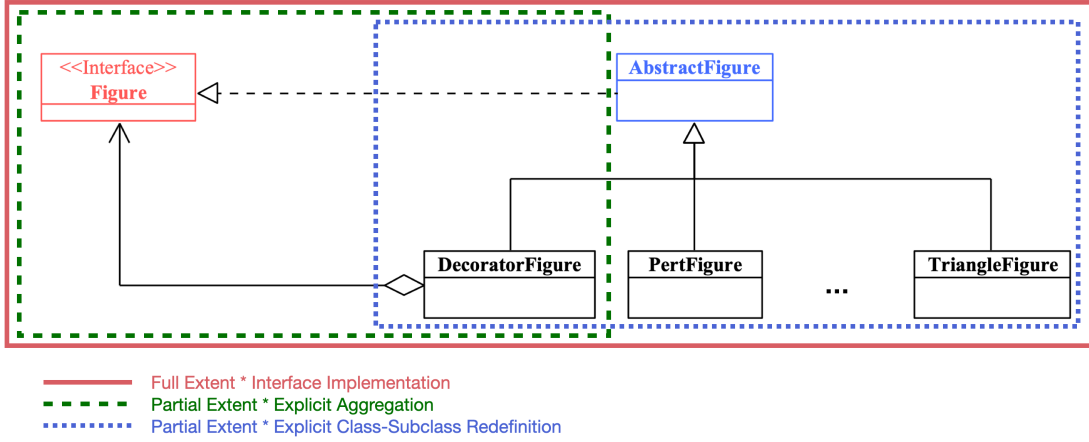 <<Interface>>
Figure
AbstractFigure
DecoratorFigure
PertFigure
...
TriangleFigure
Full Extent * Interface Implementation
Partial Extent * Explicit Aggregation
Partial Extent * Explicit Class-Subclass Redefinition